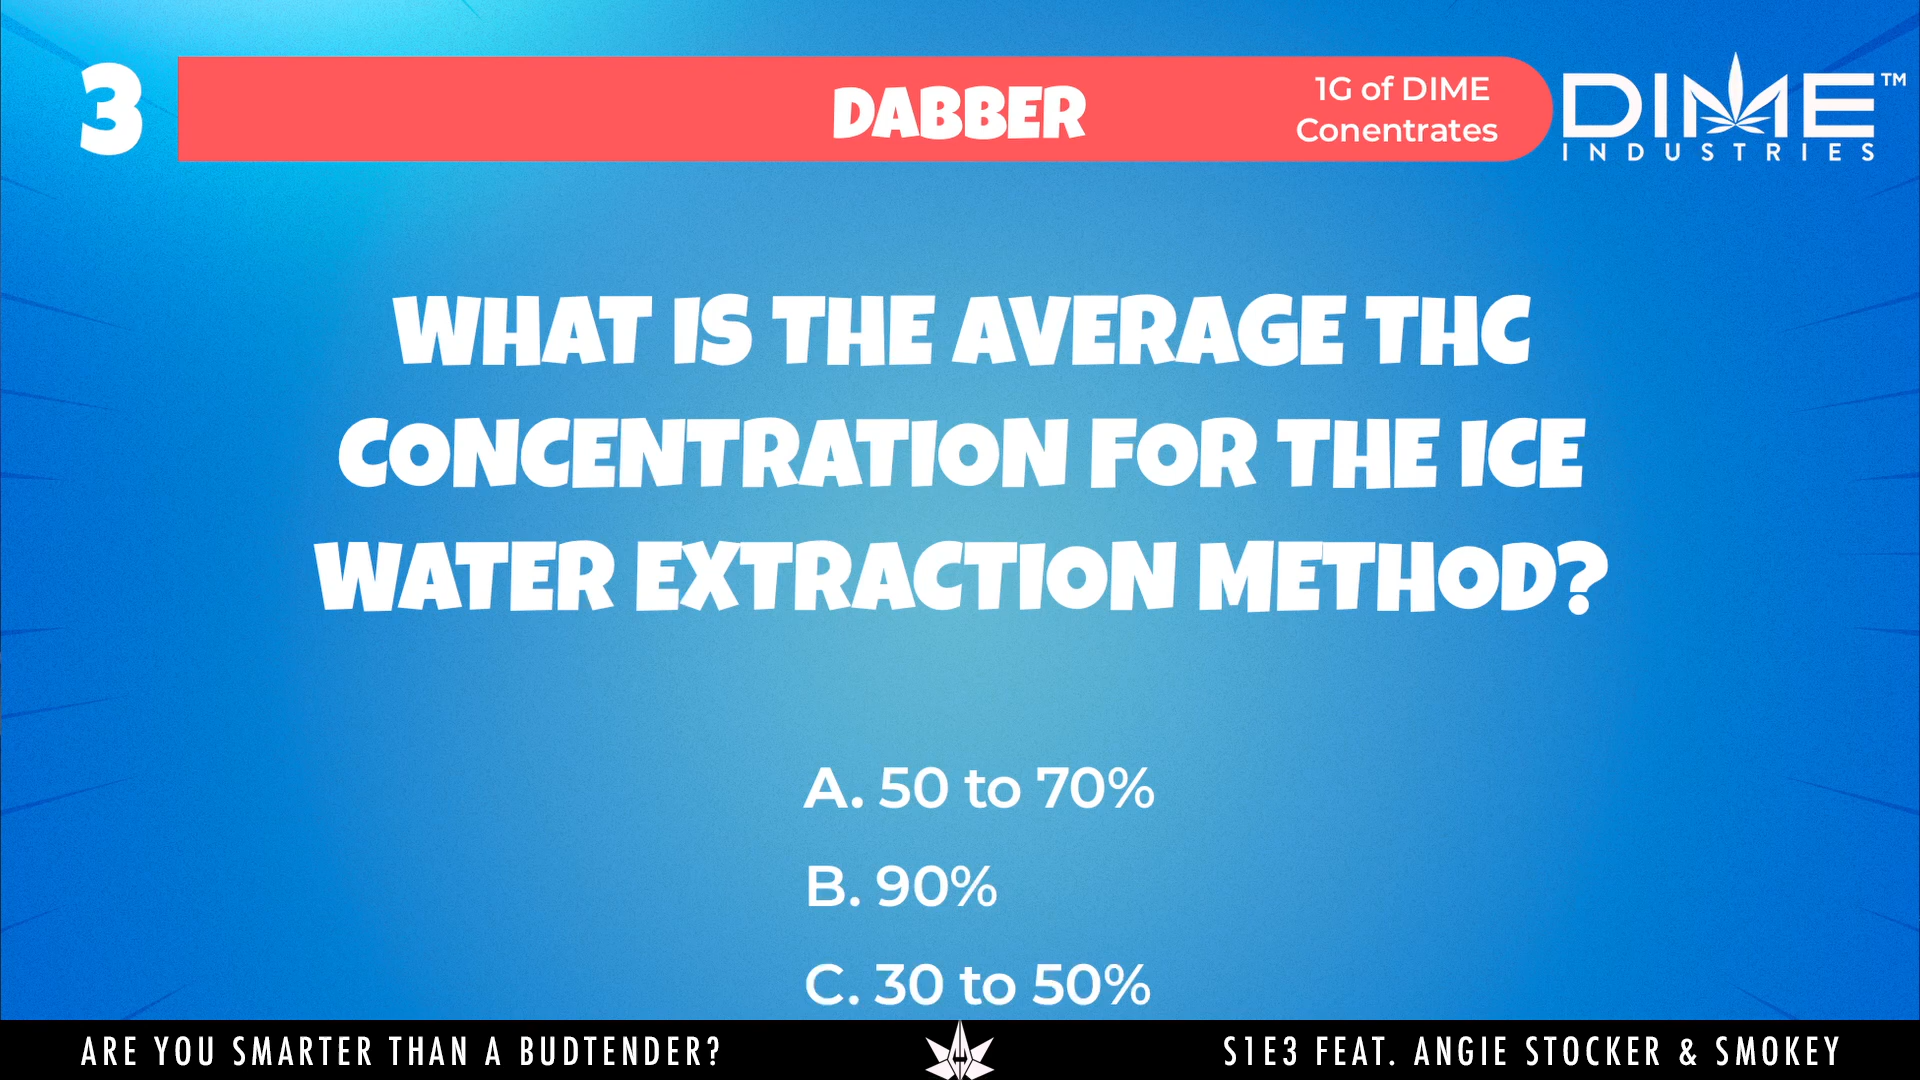 3
DABBER
1G of DIME
Conentrates
DIME™
INDUSTRIES
WHAT IS THE AVERAGE THC
CONCENTRATION FOR THE ICE
WATER EXTRACTION METHOD?
A. 50 to 70%
B. 90%
C. 30 to 50%
ARE YOU SMARTER THAN A BUDTENDER?
S1E3 FEAT. ANGIE STOCKER & SMOKEY